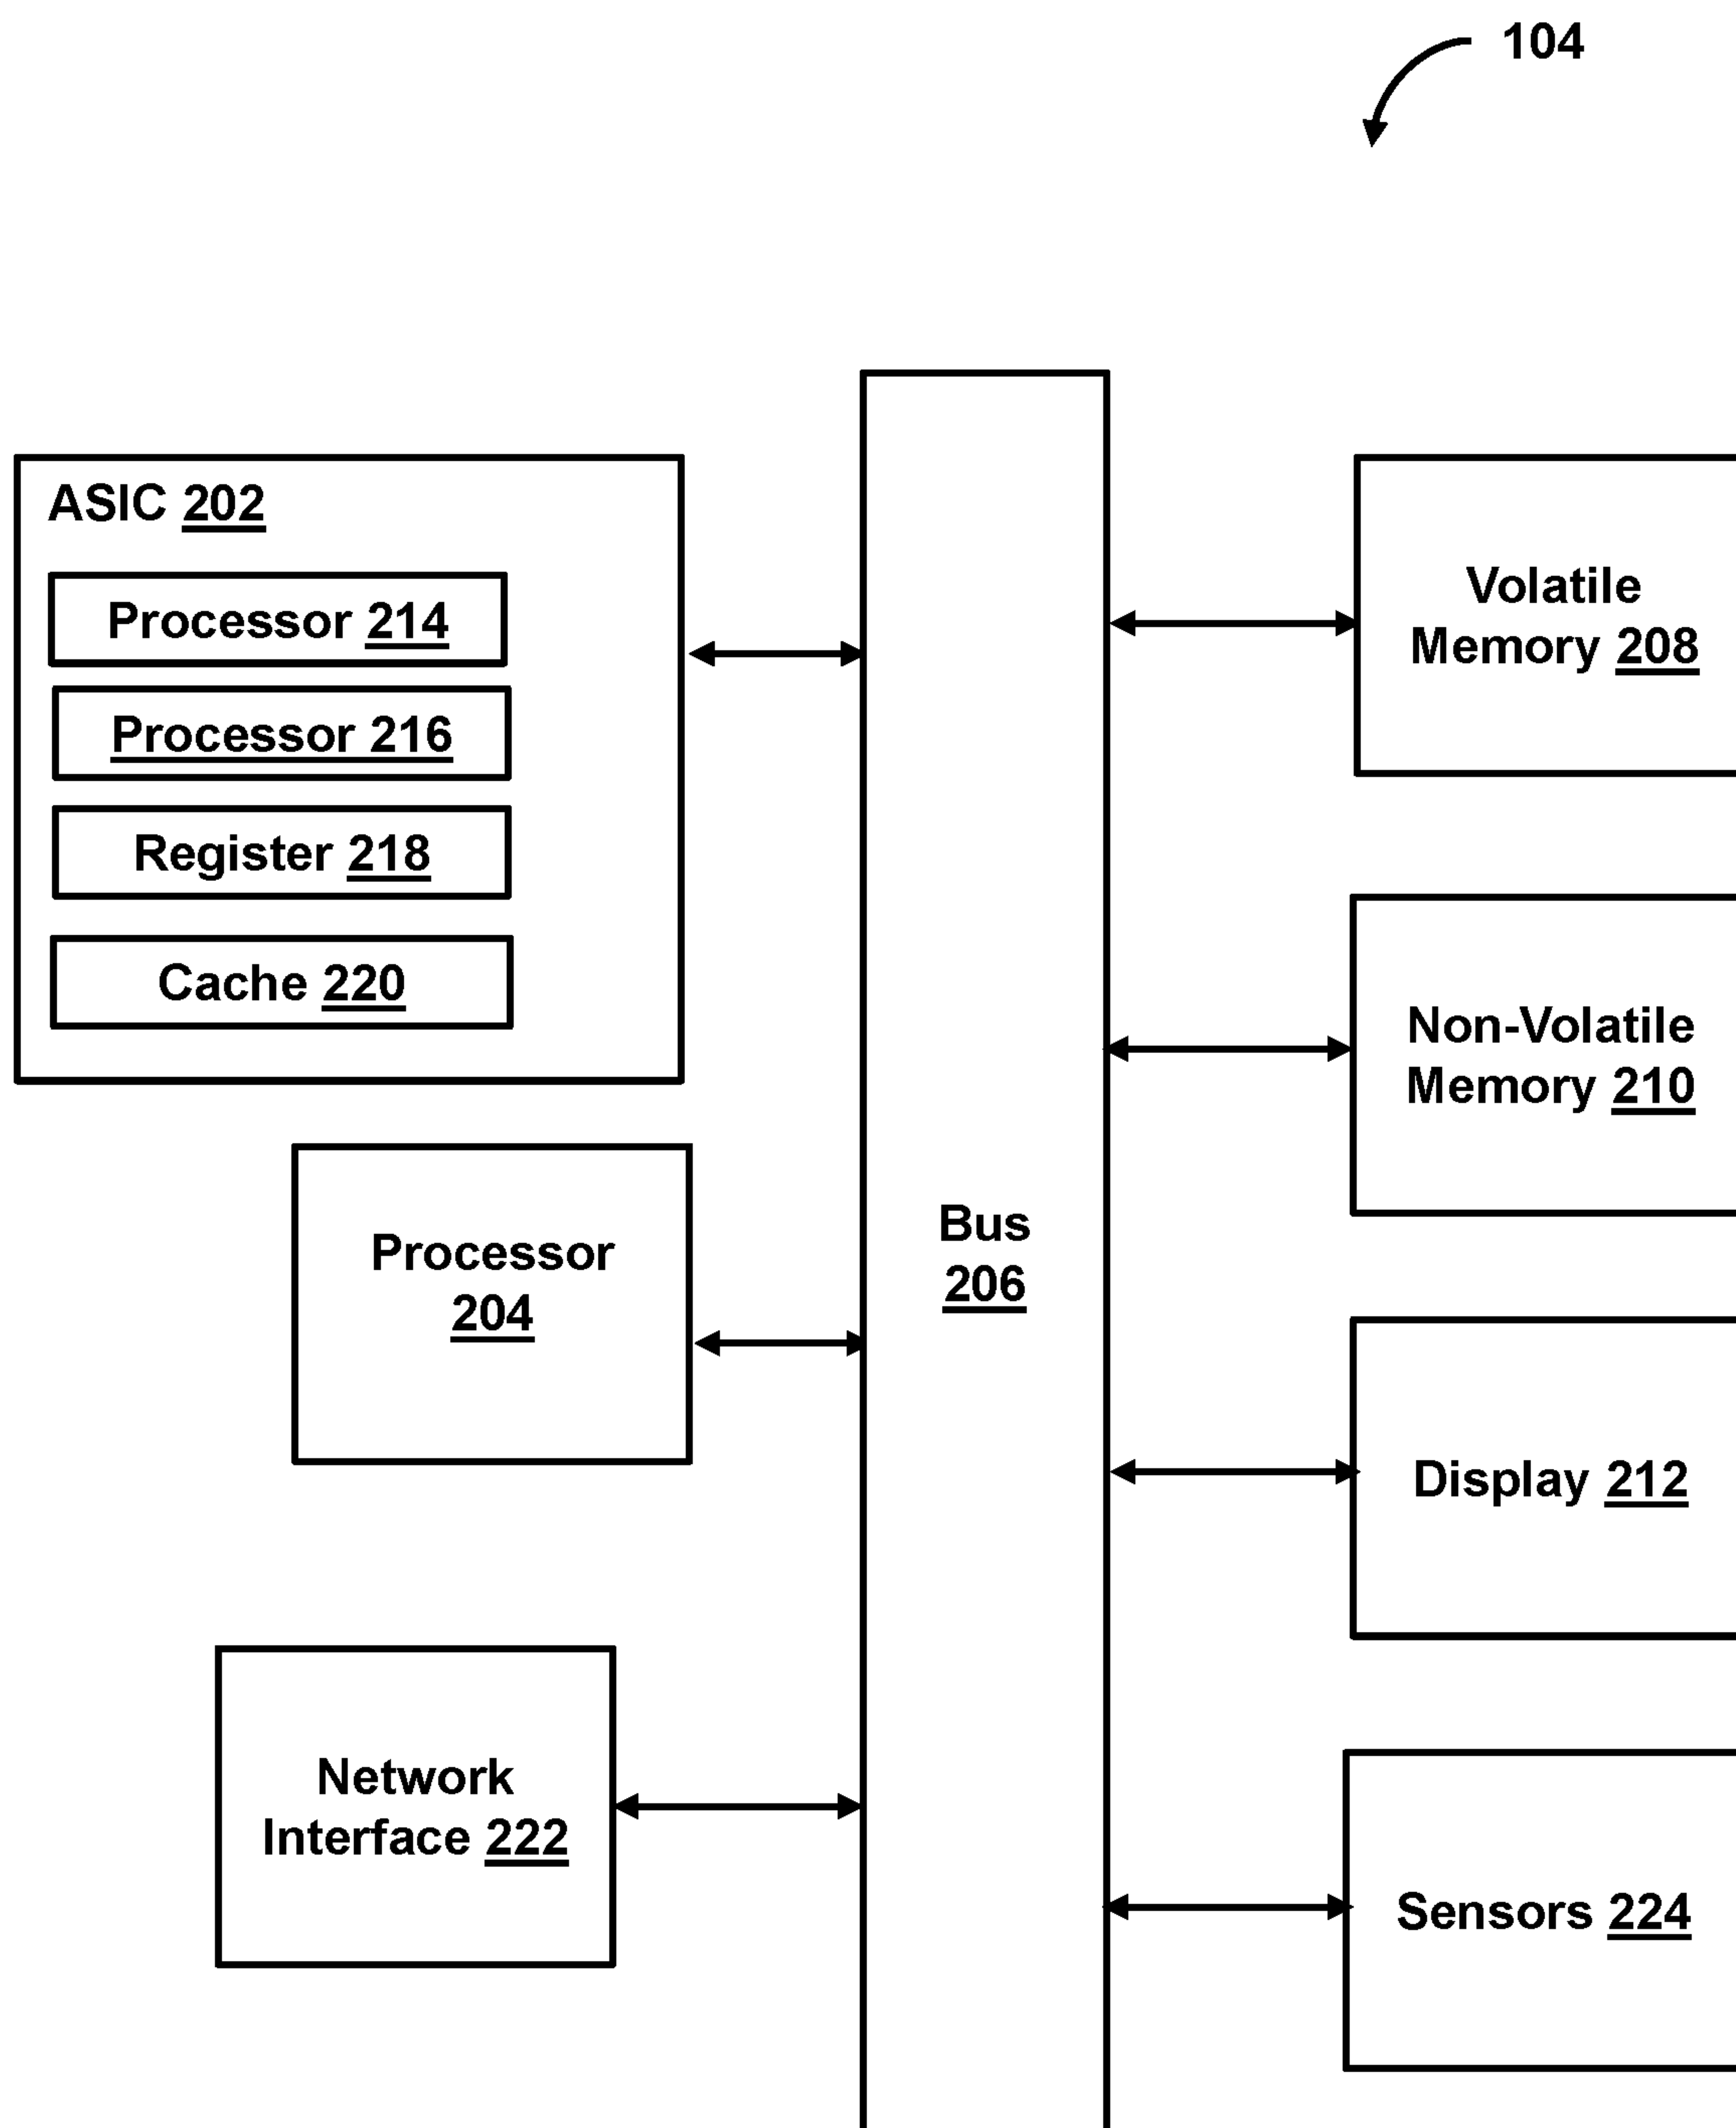 104
ASIC 202
Processor 214
Processor 216
Register 218
Cache 220
Processor
204
Network
Interface 222
Bus
206
Volatile
Memory 208
Non-Volatile
Memory 210
Display 212
Sensors 224